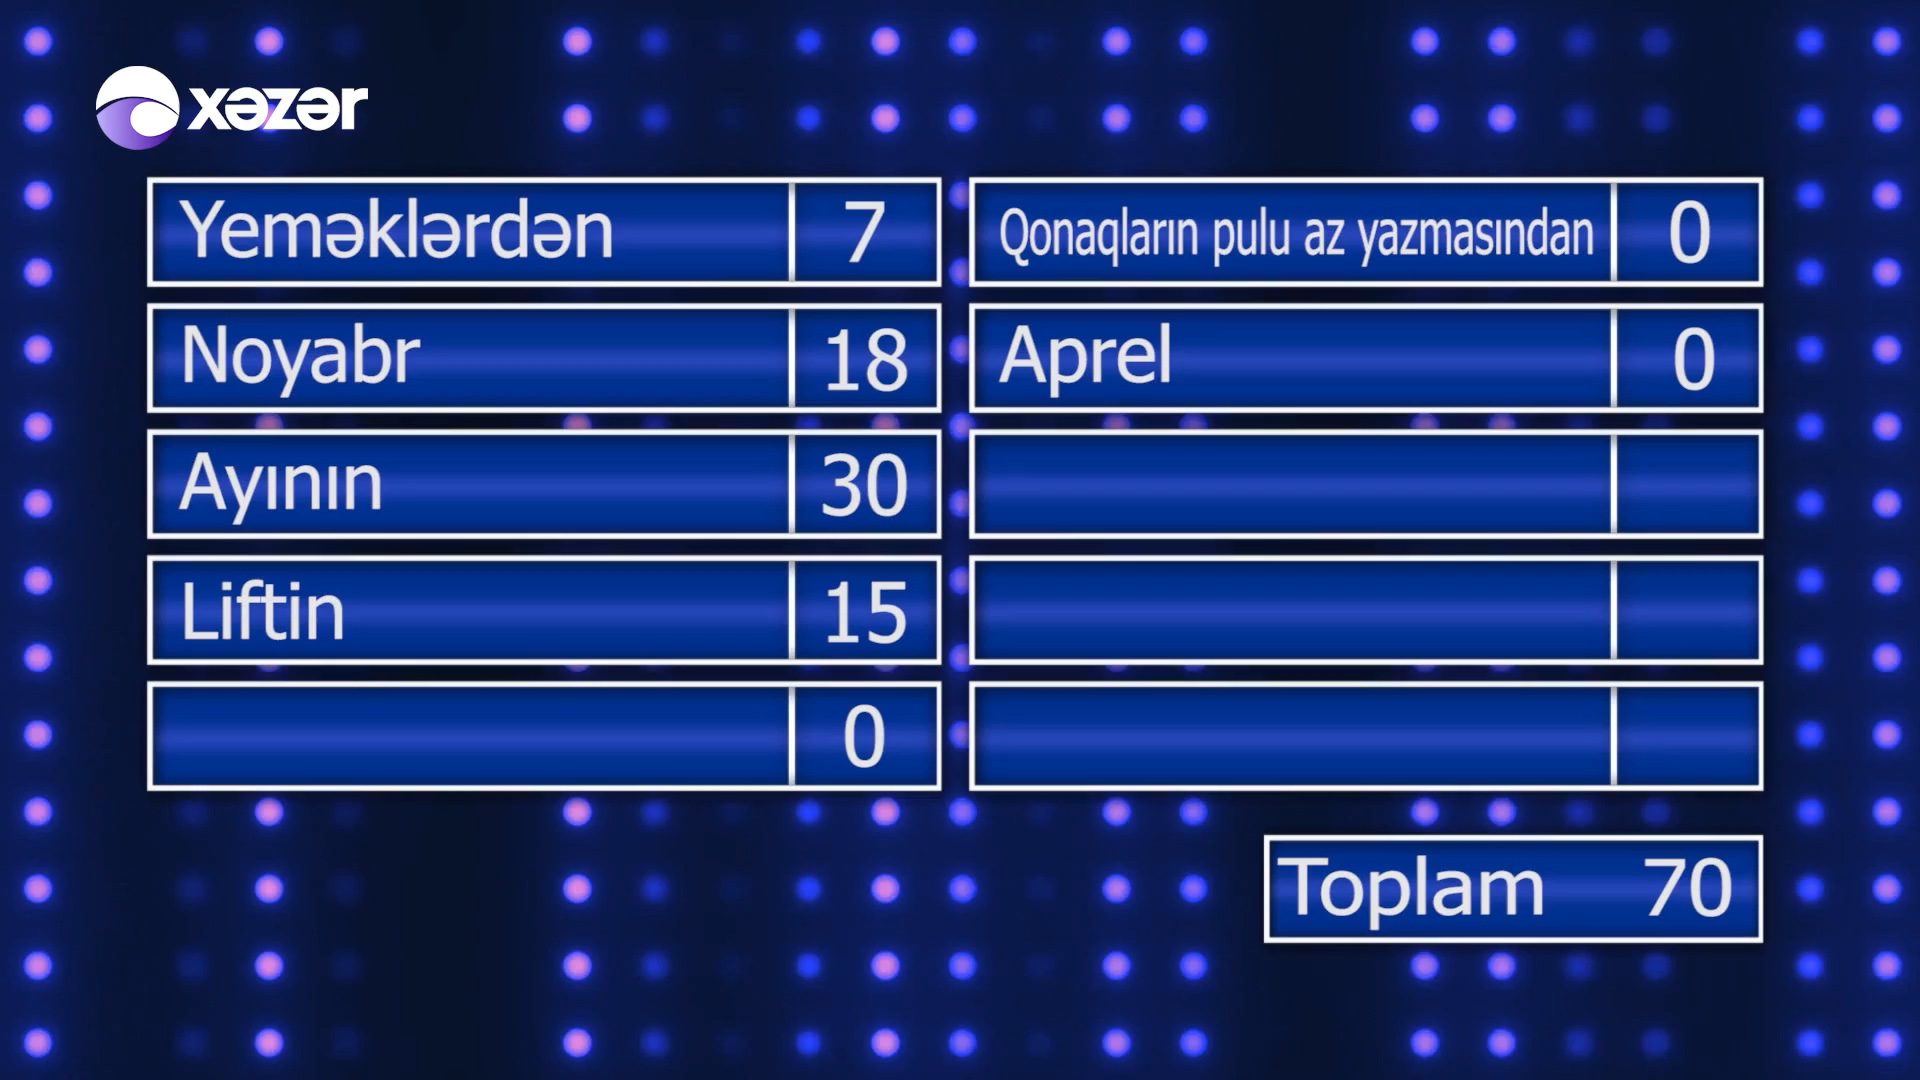 xəzər
Yeməklərdən 7
Noyabr 18
Ayının 30
Liftin 15
0
Qonaqların pulu az yazmasından 0
Aprel 0
Toplam 70